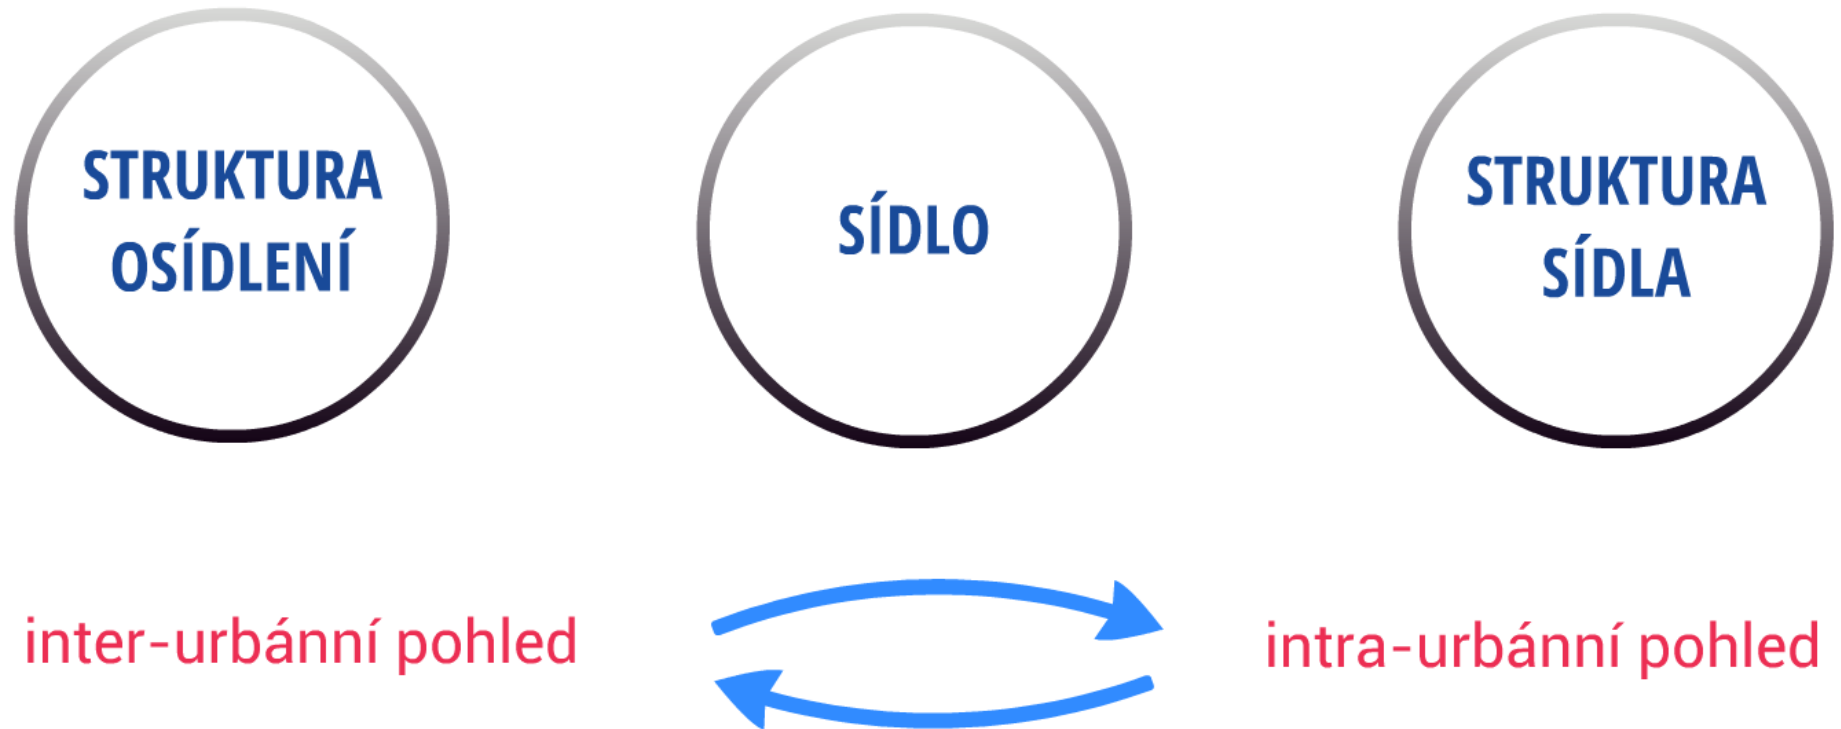 STRUKTURA
OSÍDLENÍ
SÍDLO
STRUKTURA
SÍDLA
inter-urbánní pohled
intra-urbánní pohled